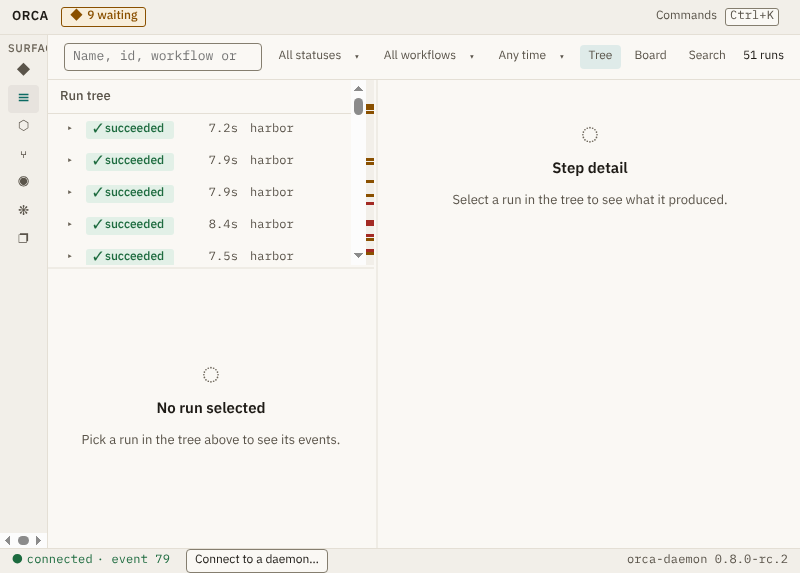 ORCA 9 waiting Commands Ctrl+K
SURFA
Name, id, workflow or All statuses All workflows Any time Tree Board Search 51 runs
Run tree
✓ succeeded 7.2s harbor
✓ succeeded 7.9s harbor
✓ succeeded 7.9s harbor
✓ succeeded 8.4s harbor
✓ succeeded 7.5s harbor
Step detail
Select a run in the tree to see what it produced.
No run selected
Pick a run in the tree above to see its events.
connected · event 79 Connect to a daemon… orca-daemon 0.8.0-rc.2